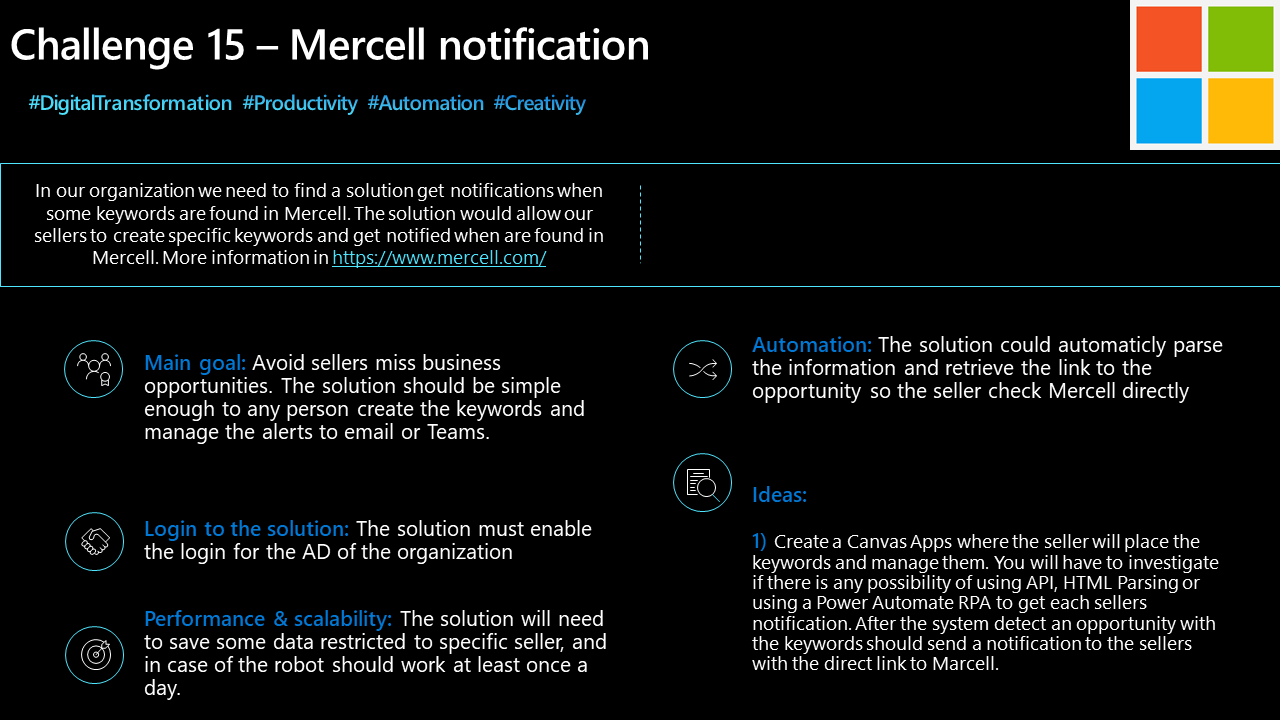 Challenge 15 – Mercell notification
#DigitalTransformation #Productivity #Automation #Creativity
In our organization we need to find a solution get notifications when
some keywords are found in Mercell. The solution would allow our
sellers to create specific keywords and get notified when are found in
Mercell. More information in https://www.mercell.com/
Main goal: Avoid sellers miss business
opportunities. The solution should be simple
enough to any person create the keywords and
manage the alerts to email or Teams.
Login to the solution: The solution must enable
the login for the AD of the organization
Performance & scalability: The solution will need
to save some data restricted to specific seller, and
in case of the robot should work at least once a
day.
Automation: The solution could automaticly parse
the information and retrieve the link to the
opportunity so the seller check Mercell directly
Ideas:
1) Create a Canvas Apps where the seller will place the
keywords and manage them. You will have to investigate
if there is any possibility of using API, HTML Parsing or
using a Power Automate RPA to get each sellers
notification. After the system detect an opportunity with
the keywords should send a notification to the sellers
with the direct link to Marcell.